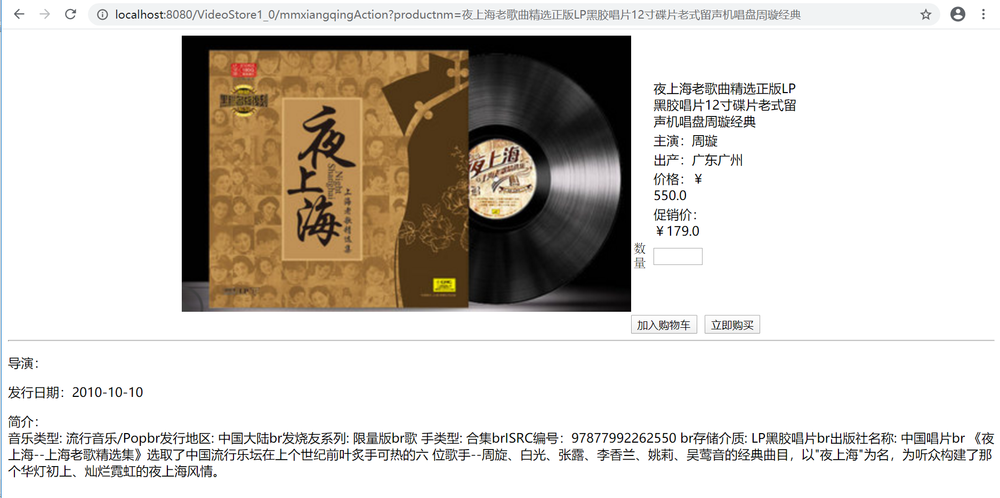 localhost:8080/VideoStore1_0/mmxiangqingAction?productnm=夜上海老歌曲精选正版LP黑胶唱片12寸碟片老式留声机唱盘周璇经典
夜上海
Night Shanghai
上海老歌精选集
夜上海
夜上海老歌曲精选正版LP
黑胶唱片12寸碟片老式留
声机唱盘周璇经典
主演：周璇
出产：广东广州
价格：￥
550.0
促销价：
￥179.0
数
量
加入购物车 立即购买
导演：
发行日期：2010-10-10
简介：
音乐类型: 流行音乐/Popbr发行地区: 中国大陆br发烧友系列: 限量版br歌 手类型: 合集brISRC编号：97877992262550 br存储介质: LP黑胶唱片br出版社名称: 中国唱片br 《夜
上海--上海老歌精选集》选取了中国流行乐坛在上个世纪前叶炙手可热的六 位歌手--周旋、白光、张露、李香兰、姚莉、吴莺音的经典曲目，以"夜上海"为名，为听众构建了那
个华灯初上、灿烂霓虹的夜上海风情。